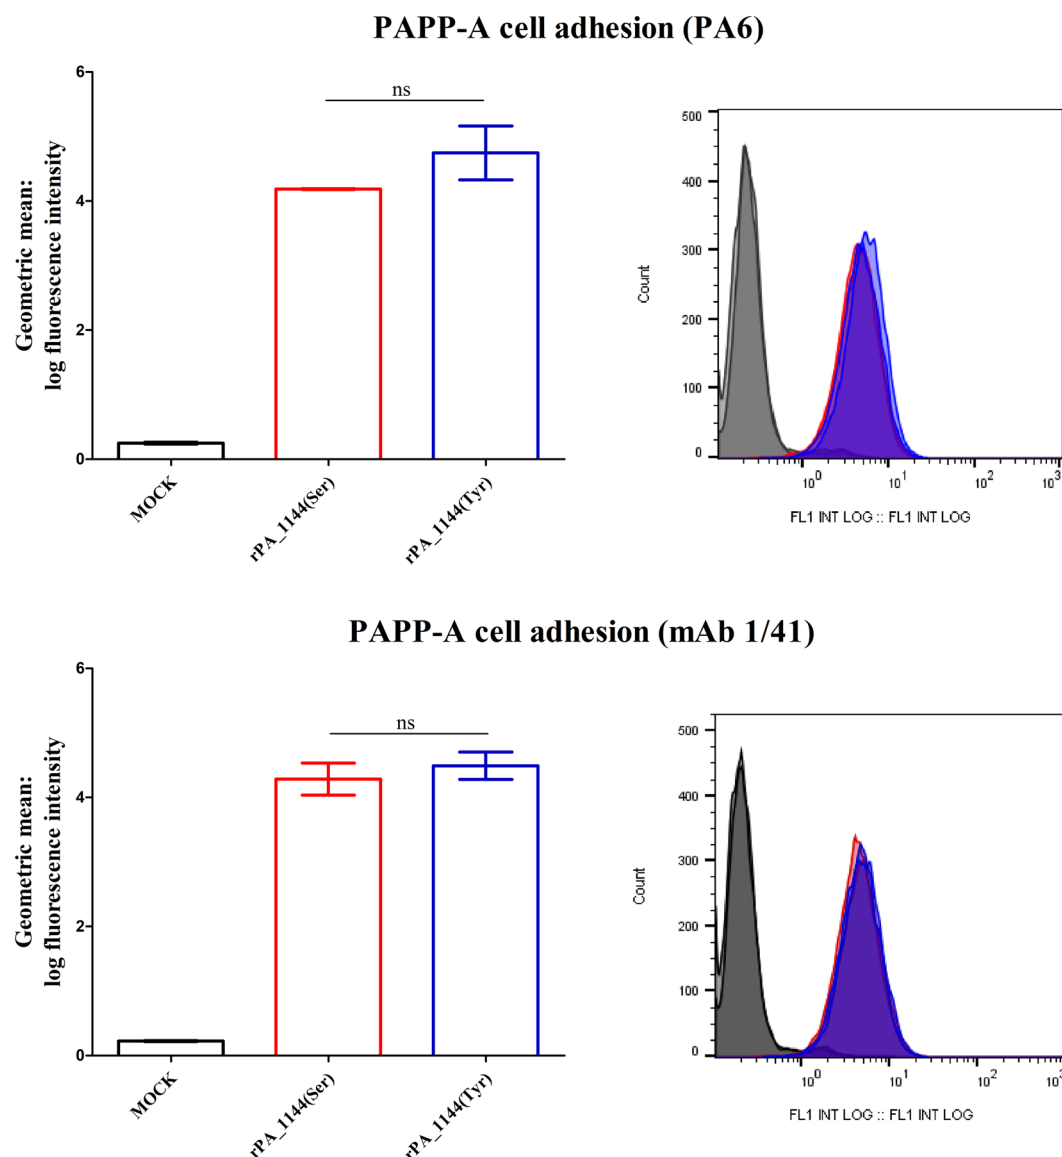 PAPP-A cell adhesion (PA6)
Geometric mean:
log fluorescence intensity
6
4
2
0
ns
MOCK
rPA_1144(Ser)
rPA_1144(Tyr)
Count
500
400
300
200
100
0
10^0
10^1
10^2
10^3
FL1 INT LOG :: FL1 INT LOG
PAPP-A cell adhesion (mAb 1/41)
Geometric mean:
log fluorescence intensity
6
4
2
0
ns
MOCK
rPA_1144(Ser)
rPA_1144(Tyr)
Count
500
400
300
200
100
0
10^0
10^1
10^2
FL1 INT LOG :: FL1 INT LOG